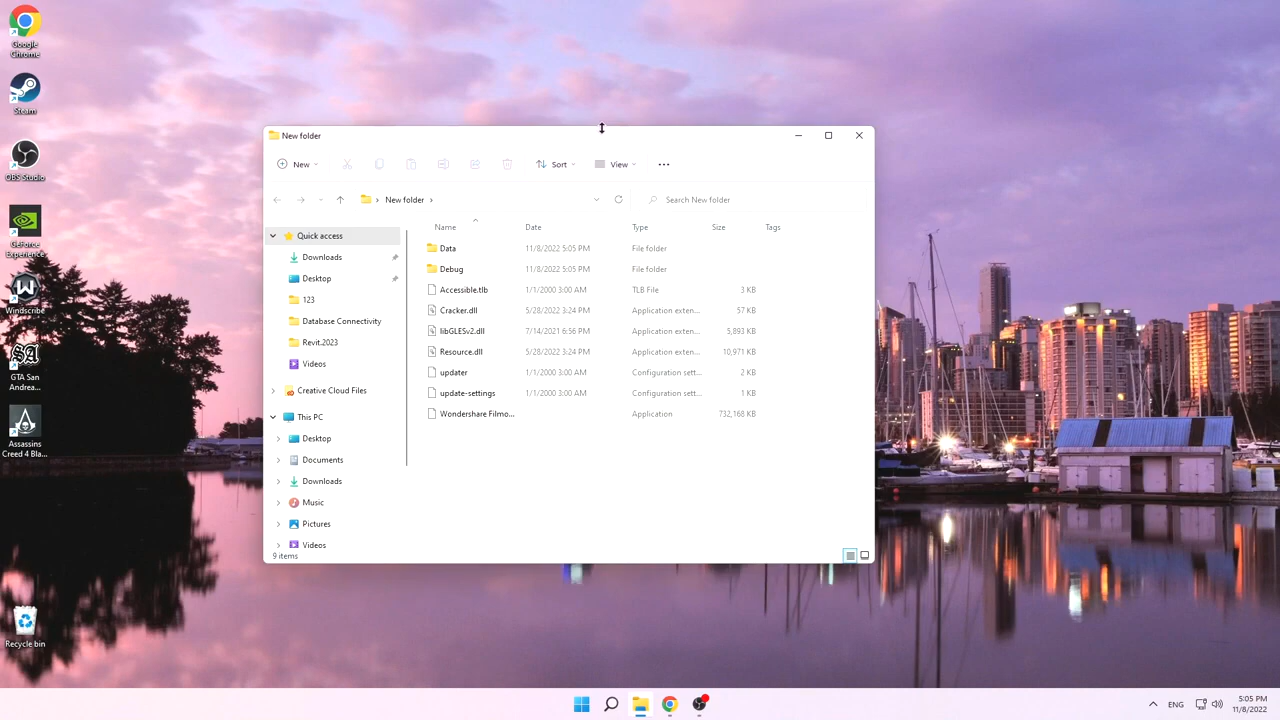 Google
Chrome
Steam
OBS Studio
GeForce
Experience
Windscribe
GTA San
Andrea...
Assassins
Creed 4 Bla...
Recycle bin
New folder
New
Sort
View
New folder
Search New folder
Name Date Type Size Tags
Quick access
Downloads
Desktop
123
Database Connectivity
Revit.2023
Videos
Creative Cloud Files
This PC
Desktop
Documents
Downloads
Music
Pictures
Videos
Data 11/8/2022 5:05 PM File folder
Debug 11/8/2022 5:05 PM File folder
Accessible.tlb 1/1/2000 3:00 AM TLB File 3 KB
Cracker.dll 5/28/2022 3:24 PM Application exten... 57 KB
libGLESv2.dll 7/14/2021 6:56 PM Application exten... 5,893 KB
Resource.dll 5/28/2022 3:24 PM Application exten... 10,971 KB
updater 1/1/2000 3:00 AM Configuration sett... 2 KB
update-settings 1/1/2000 3:00 AM Configuration sett... 1 KB
Wondershare Filmo... Application 732,168 KB
9 items
ENG
5:05 PM
11/8/2022